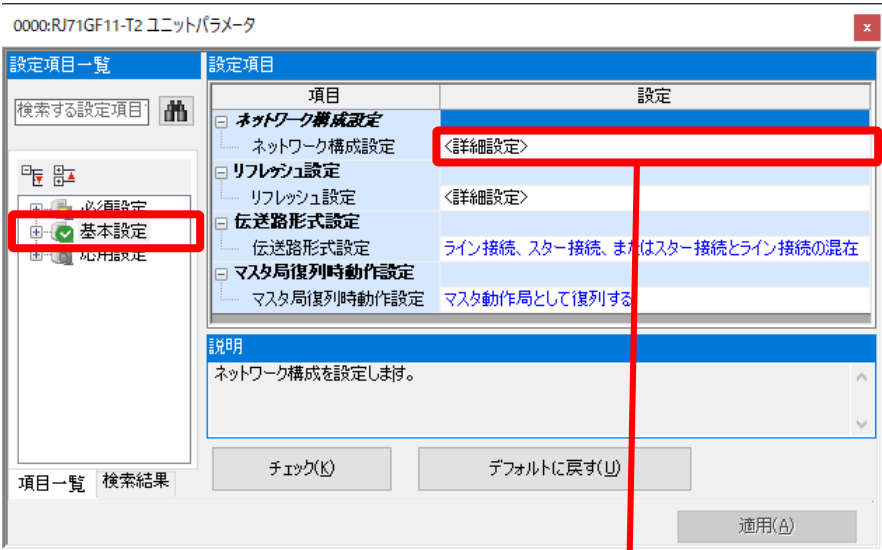 0000:RJ71GF11-T2 ユニットパラメータ
x
設定項目一覧
設定項目
検索する設定項目
必須設定
基本設定
応用設定
項目一覧
検索結果
項目
設定
ネットワーク構成設定
ネットワーク構成設定
<詳細設定>
リフレッシュ設定
リフレッシュ設定
<詳細設定>
伝送路形式設定
伝送路形式設定
ライン接続、スター接続、またはスター接続とライン接続の混在
マスタ局復列時動作設定
マスタ局復列時動作設定
マスタ動作局として復列する
説明
ネットワーク構成を設定します。
チェック(K)
デフォルトに戻す(U)
適用(A)